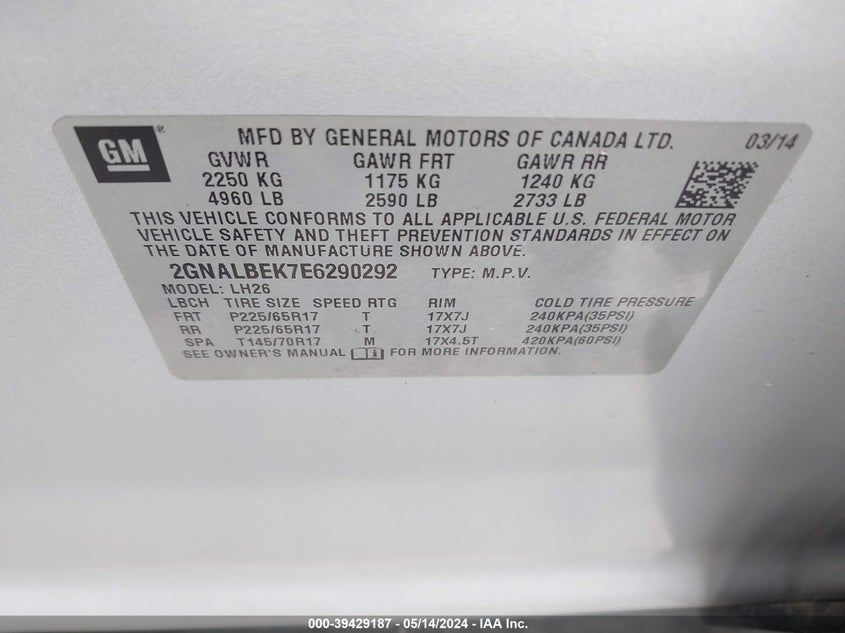 GM ® MFD BY GENERAL MOTORS OF CANADA LTD. 03/14
GVWR GAWR FRT GAWR RR
2250 KG 1175 KG 1240 KG
4960 LB 2590 LB 2733 LB
THIS VEHICLE CONFORMS TO ALL APPLICABLE U.S. FEDERAL MOTOR
VEHICLE SAFETY AND THEFT PREVENTION STANDARDS IN EFFECT ON
THE DATE OF MANUFACTURE SHOWN ABOVE.
2GNALBEK7E6290292 TYPE: M.P.V.
MODEL: LH26
LBCH TIRE SIZE SPEED RTG RIM COLD TIRE PRESSURE
FRT P225/65R17 T 17X7J 240KPA(35PSI)
RR P225/65R17 T 17X7J 240KPA(35PSI)
SPA T145/70R17 M 17X4.5T 420KPA(60PSI)
SEE OWNER'S MANUAL FOR MORE INFORMATION.
000-39429187 - 05/14/2024 - IAA Inc.